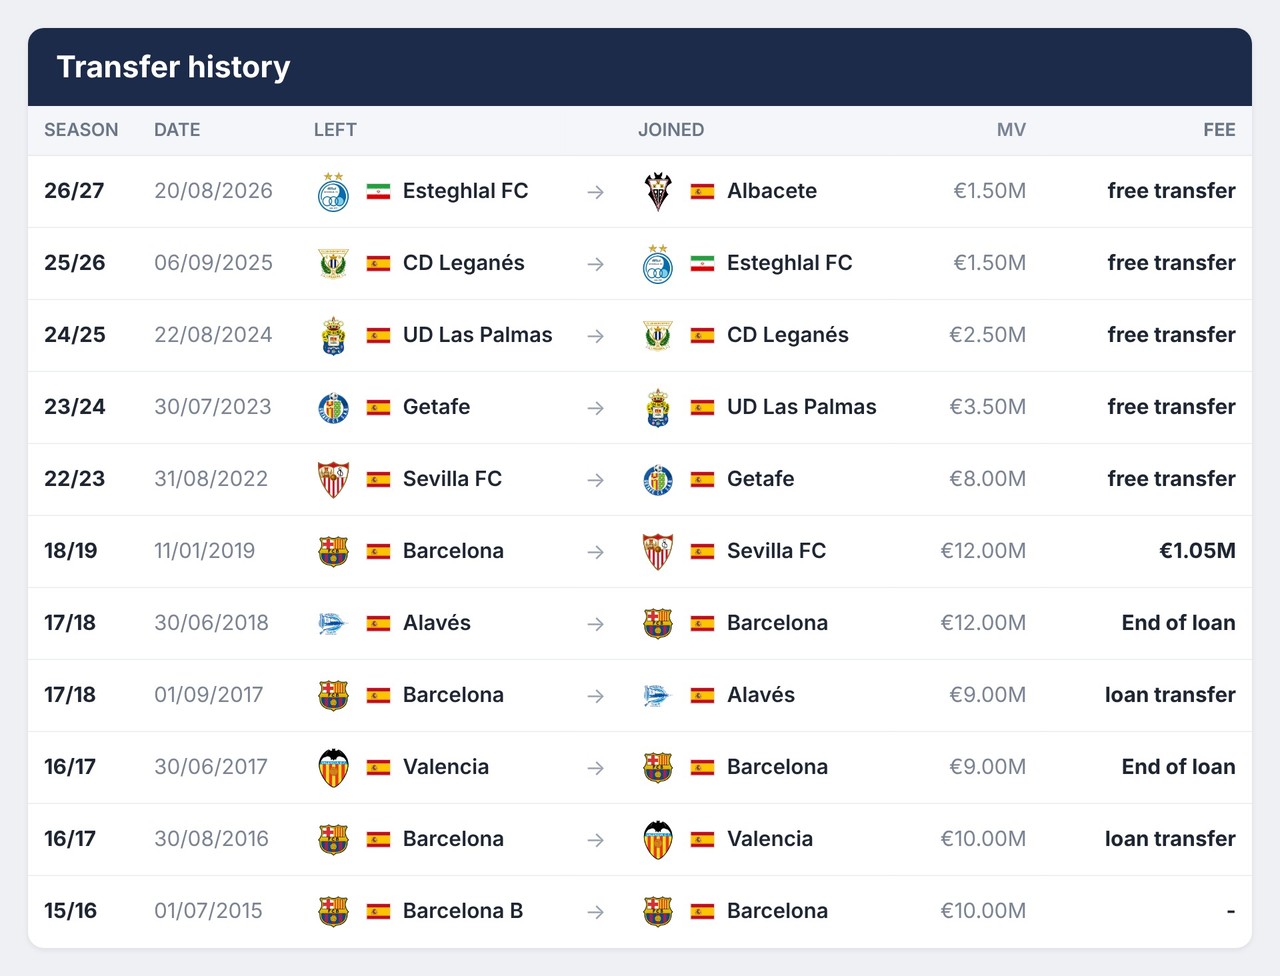 Transfer history
SEASON DATE LEFT JOINED MV FEE
26/27 20/08/2026 Esteghlal FC → Albacete €1.50M free transfer
25/26 06/09/2025 CD Leganés → Esteghlal FC €1.50M free transfer
24/25 22/08/2024 UD Las Palmas → CD Leganés €2.50M free transfer
23/24 30/07/2023 Getafe → UD Las Palmas €3.50M free transfer
22/23 31/08/2022 Sevilla FC → Getafe €8.00M free transfer
18/19 11/01/2019 Barcelona → Sevilla FC €12.00M €1.05M
17/18 30/06/2018 Alavés → Barcelona €12.00M End of loan
17/18 01/09/2017 Barcelona → Alavés €9.00M loan transfer
16/17 30/06/2017 Valencia → Barcelona €9.00M End of loan
16/17 30/08/2016 Barcelona → Valencia €10.00M loan transfer
15/16 01/07/2015 Barcelona B → Barcelona €10.00M -